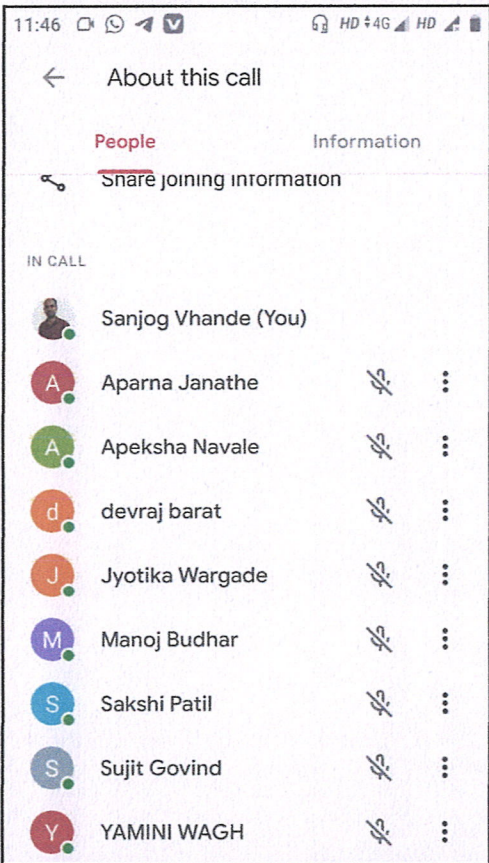 11:46 HD 4G HD
About this call
People Information
Share joining information
IN CALL
Sanjog Vhande (You)
A Aparna Janathe
A Apeksha Navale
d devraj barat
J Jyotika Wargade
M Manoj Budhar
S Sakshi Patil
S Sujit Govind
Y YAMINI WAGH